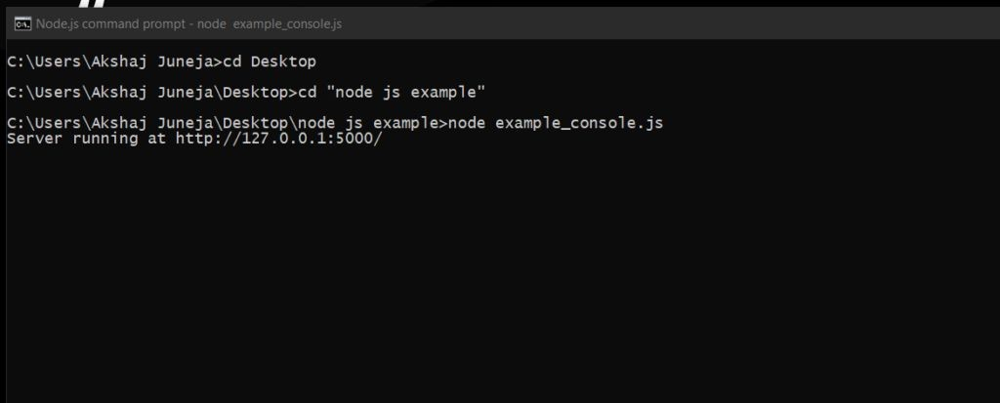 Node.js command prompt - node  example_console.js
C:\Users\Akshaj Juneja>cd Desktop
C:\Users\Akshaj Juneja\Desktop>cd "node js example"
C:\Users\Akshaj Juneja\Desktop\node js example>node example_console.js
Server running at http://127.0.0.1:5000/